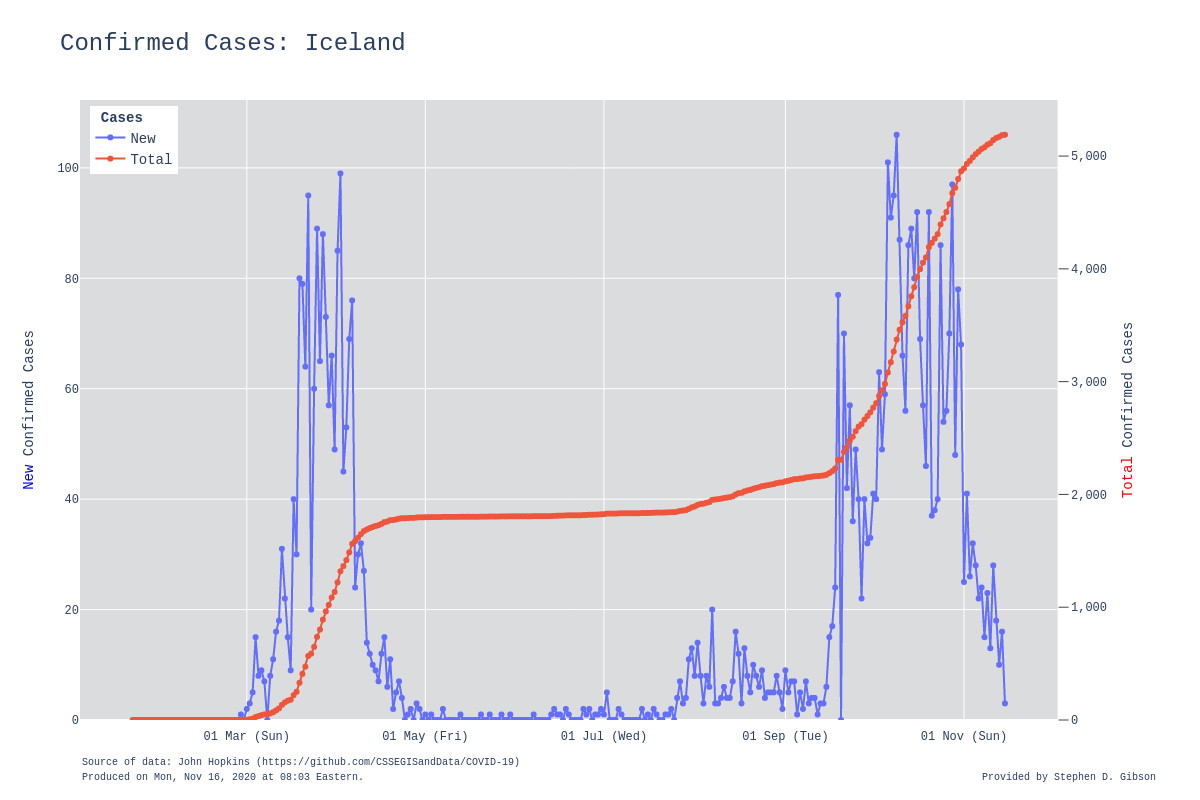 Confirmed Cases: Iceland
Cases
New
Total
100
80
60
40
20
0
5,000
4,000
3,000
2,000
1,000
0
New Confirmed Cases
Total Confirmed Cases
01 Mar (Sun)
01 May (Fri)
01 Jul (Wed)
01 Sep (Tue)
01 Nov (Sun)
Source of data: John Hopkins (https://github.com/CSSEGISandData/COVID-19)
Produced on Mon, Nov 16, 2020 at 08:03 Eastern.
Provided by Stephen D. Gibson